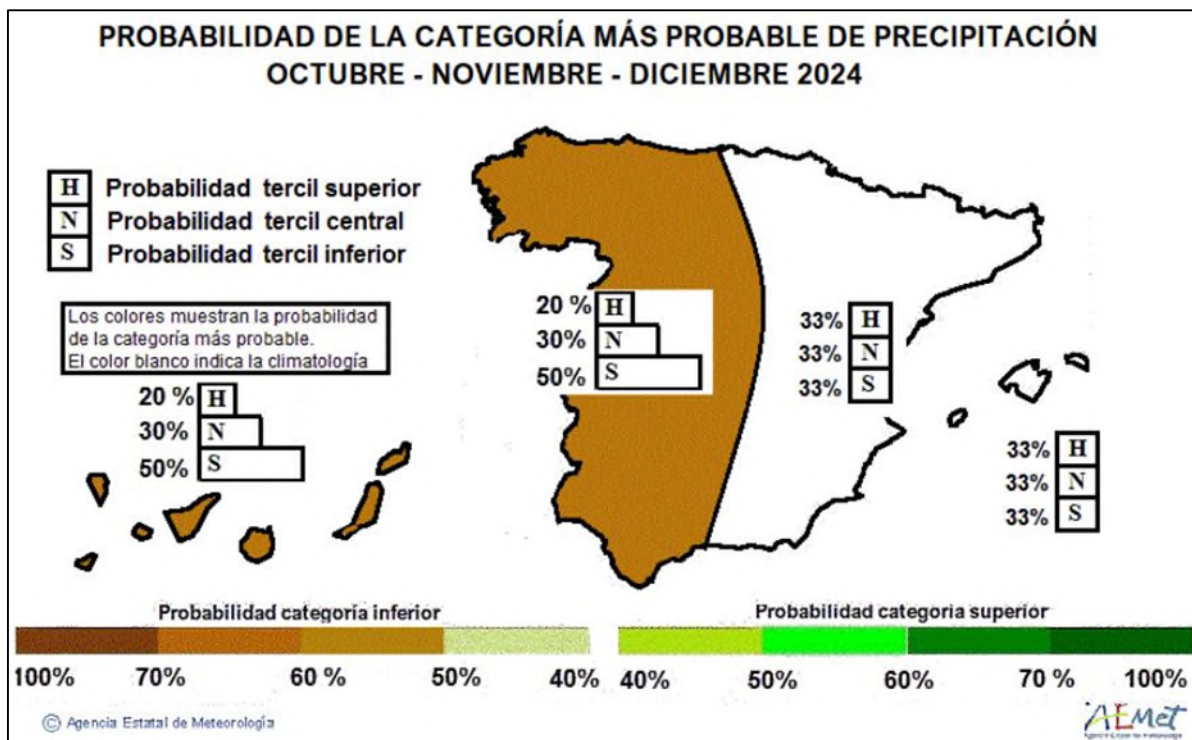 PROBABILIDAD DE LA CATEGORÍA MÁS PROBABLE DE PRECIPITACIÓN
OCTUBRE - NOVIEMBRE - DICIEMBRE 2024
H Probabilidad tercil superior
N Probabilidad tercil central
S Probabilidad tercil inferior
Los colores muestran la probabilidad
de la categoría más probable.
El color blanco indica la climatología
20 % H
30% N
50% S
20 % H
30% N
50% S
33% H
33% N
33% S
33% H
33% N
33% S
Probabilidad categoría inferior
100% 70% 60 % 50% 40%
Probabilidad categoria superior
40% 50% 60% 70 % 100%
© Agencia Estatal de Meteorología
AEMet